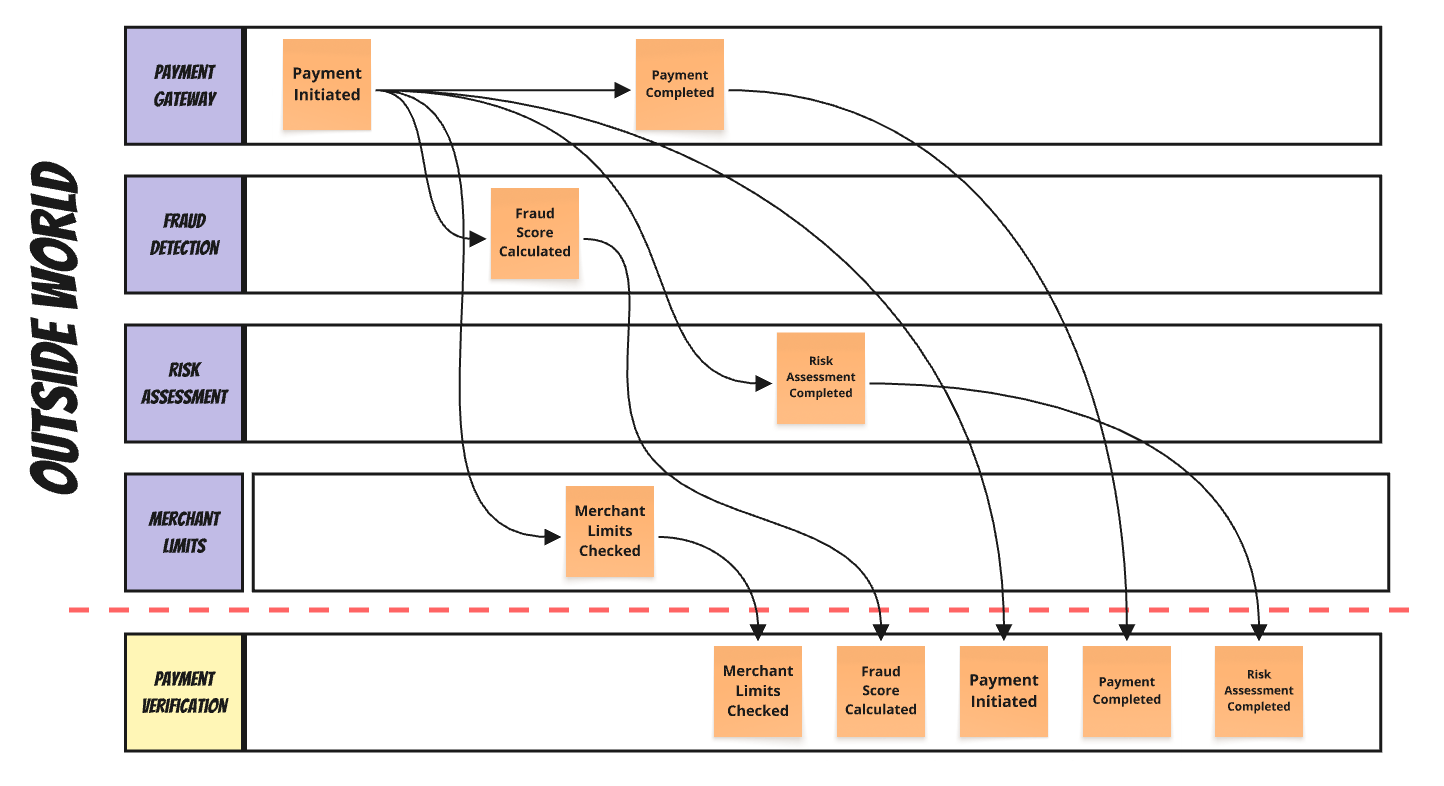 OUTSIDE WORLD
PAYMENT
GATEWAY
Payment
Initiated
Payment
Completed
FRAUD
DETECTION
Fraud
Score
Calculated
RISK
ASSESSMENT
Risk
Assessment
Completed
MERCHANT
LIMITS
Merchant
Limits
Checked
PAYMENT
VERIFICATION
Merchant
Limits
Checked
Fraud
Score
Calculated
Payment
Initiated
Payment
Completed
Risk
Assessment
Completed